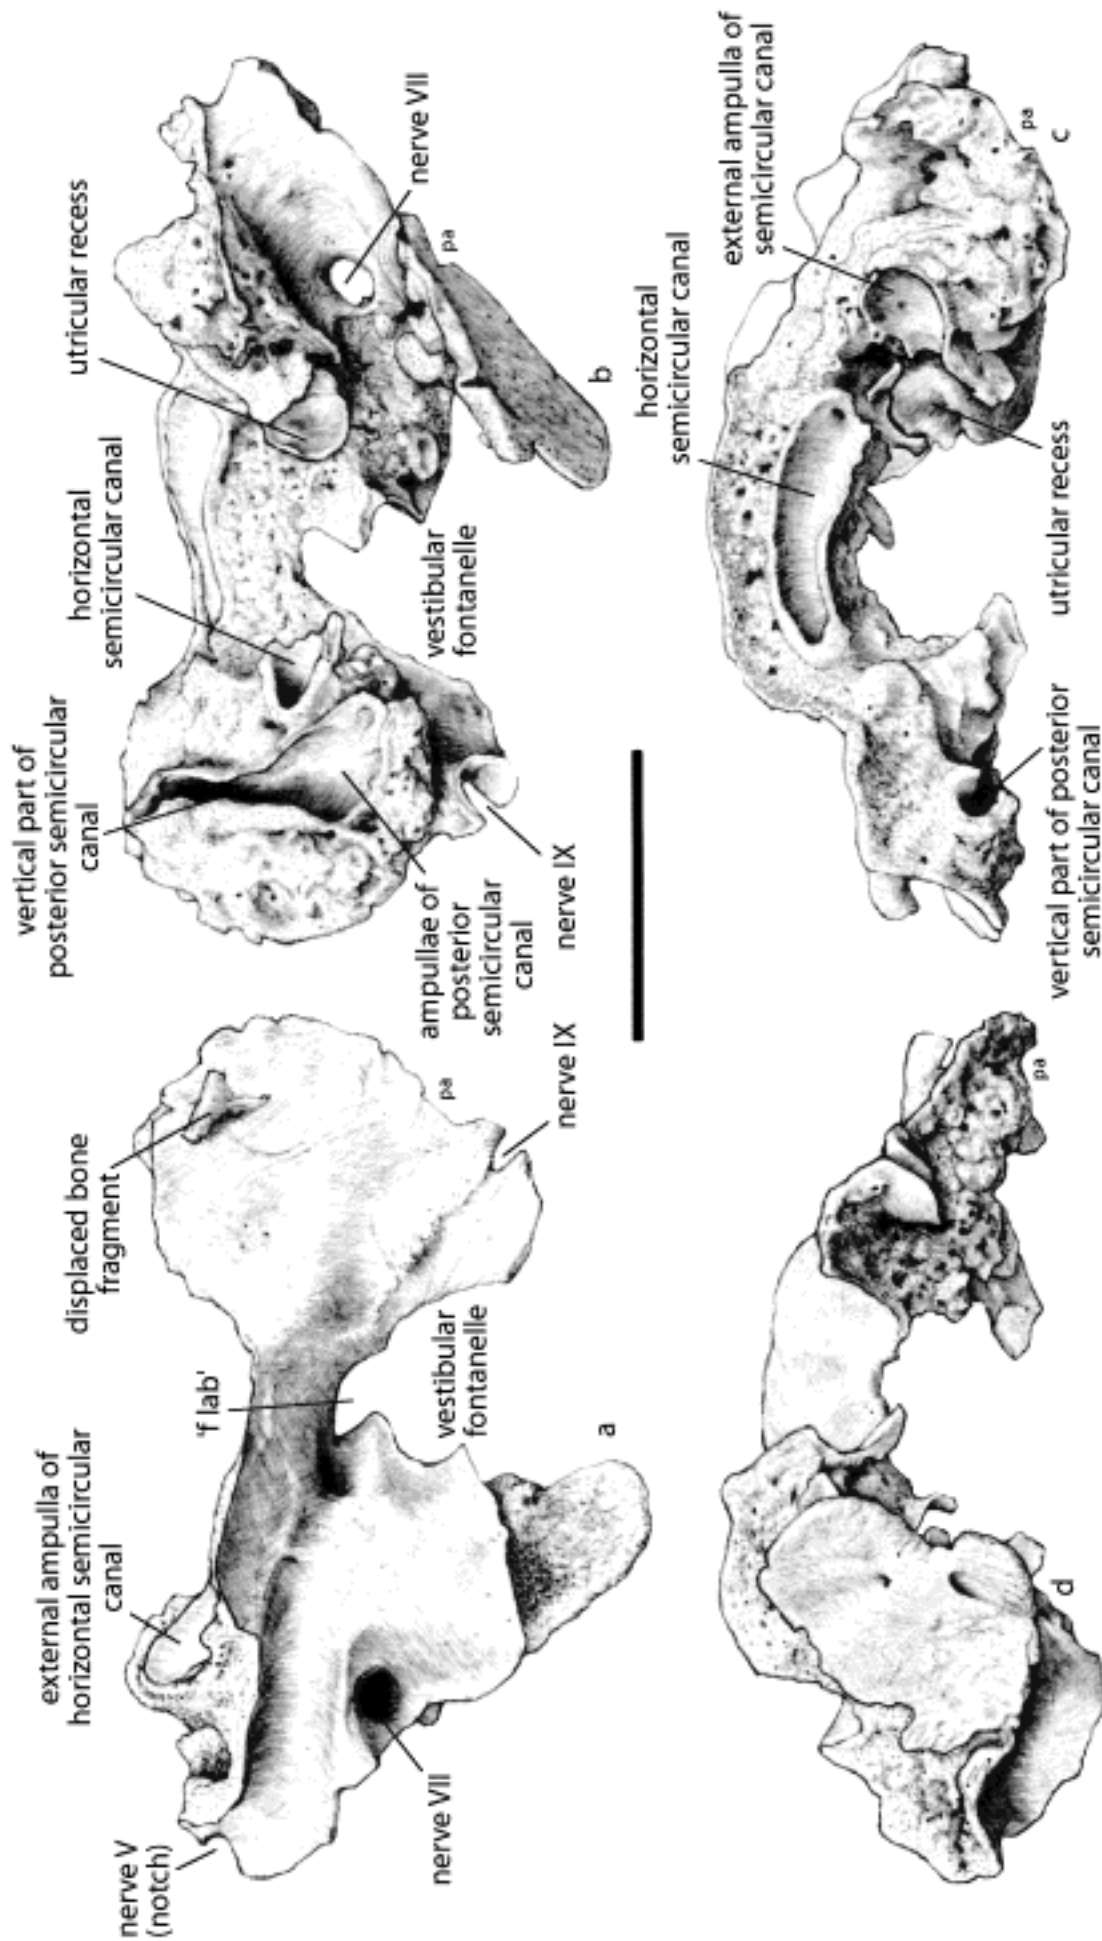 nerve V
(notch)
external ampulla of
horizontal semicircular
canal
'f lab'
displaced bone
fragment
nerve VII
vestibular
fontanelle
pa
nerve IX
a
vertical part of
posterior semicircular
canal
horizontal
semicircular canal
utricular recess
ampullae of
posterior
semicircular
canal
nerve IX
vestibular
fontanelle
nerve VII
pa
b
horizontal
semicircular canal
external ampulla of
semicircular canal
vertical part of posterior
semicircular canal
utricular recess
pa
c
pa
d